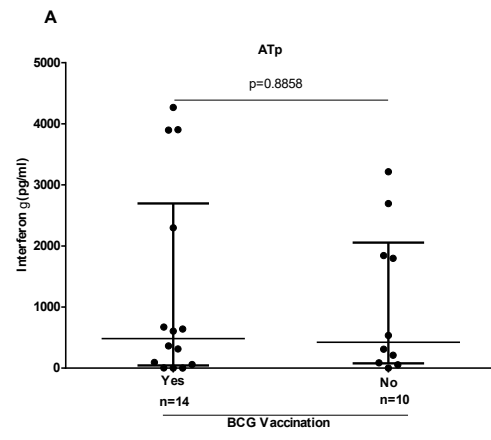 A
ATp
p=0.8858
Interferon g(pg/ml)
5000
4000
3000
2000
1000
0
Yes
No
n=14
n=10
BCG Vaccination